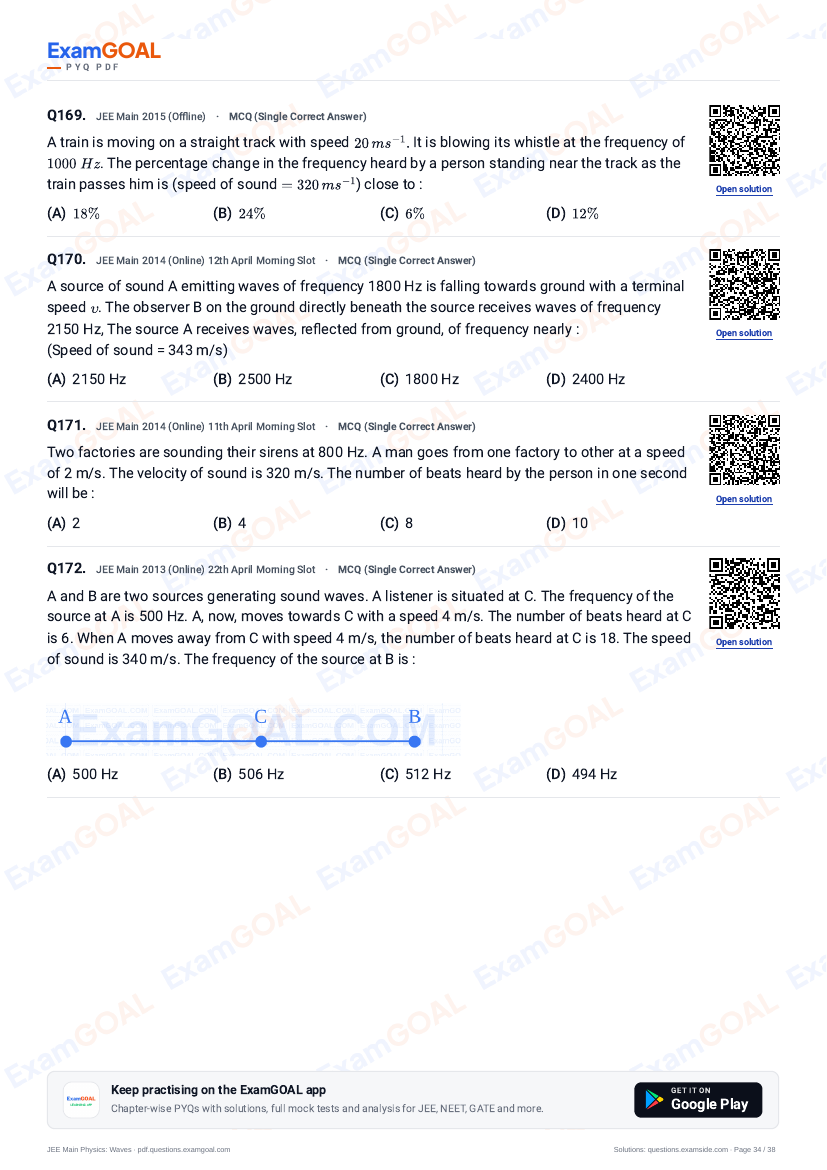 ExamGOAL
PYQ PDF
Q169. JEE Main 2015 (Offline) · MCQ (Single Correct Answer)
A train is moving on a straight track with speed 20 ms⁻¹. It is blowing its whistle at the frequency of
1000 Hz. The percentage change in the frequency heard by a person standing near the track as the
train passes him is (speed of sound = 320 ms⁻¹) close to :
(A) 18% (B) 24% (C) 6% (D) 12%
Open solution
Q170. JEE Main 2014 (Online) 12th April Morning Slot · MCQ (Single Correct Answer)
A source of sound A emitting waves of frequency 1800 Hz is falling towards ground with a terminal
speed υ. The observer B on the ground directly beneath the source receives waves of frequency
2150 Hz, The source A receives waves, reflected from ground, of frequency nearly :
(Speed of sound = 343 m/s)
(A) 2150 Hz (B) 2500 Hz (C) 1800 Hz (D) 2400 Hz
Open solution
Q171. JEE Main 2014 (Online) 11th April Morning Slot · MCQ (Single Correct Answer)
Two factories are sounding their sirens at 800 Hz. A man goes from one factory to other at a speed
of 2 m/s. The velocity of sound is 320 m/s. The number of beats heard by the person in one second
will be :
(A) 2 (B) 4 (C) 8 (D) 10
Open solution
Q172. JEE Main 2013 (Online) 22th April Morning Slot · MCQ (Single Correct Answer)
A and B are two sources generating sound waves. A listener is situated at C. The frequency of the
source at A is 500 Hz. A, now, moves towards C with a speed 4 m/s. The number of beats heard at C
is 6. When A moves away from C with speed 4 m/s, the number of beats heard at C is 18. The speed
of sound is 340 m/s. The frequency of the source at B is :
Open solution
A C B
ExamGOAL.COM
(A) 500 Hz (B) 506 Hz (C) 512 Hz (D) 494 Hz
Keep practising on the ExamGOAL app
Chapter-wise PYQs with solutions, full mock tests and analysis for JEE, NEET, GATE and more.
GET IT ON
Google Play
JEE Main Physics: Waves · pdf.questions.examgoal.com
Solutions: questions.examside.com · Page 34 / 38